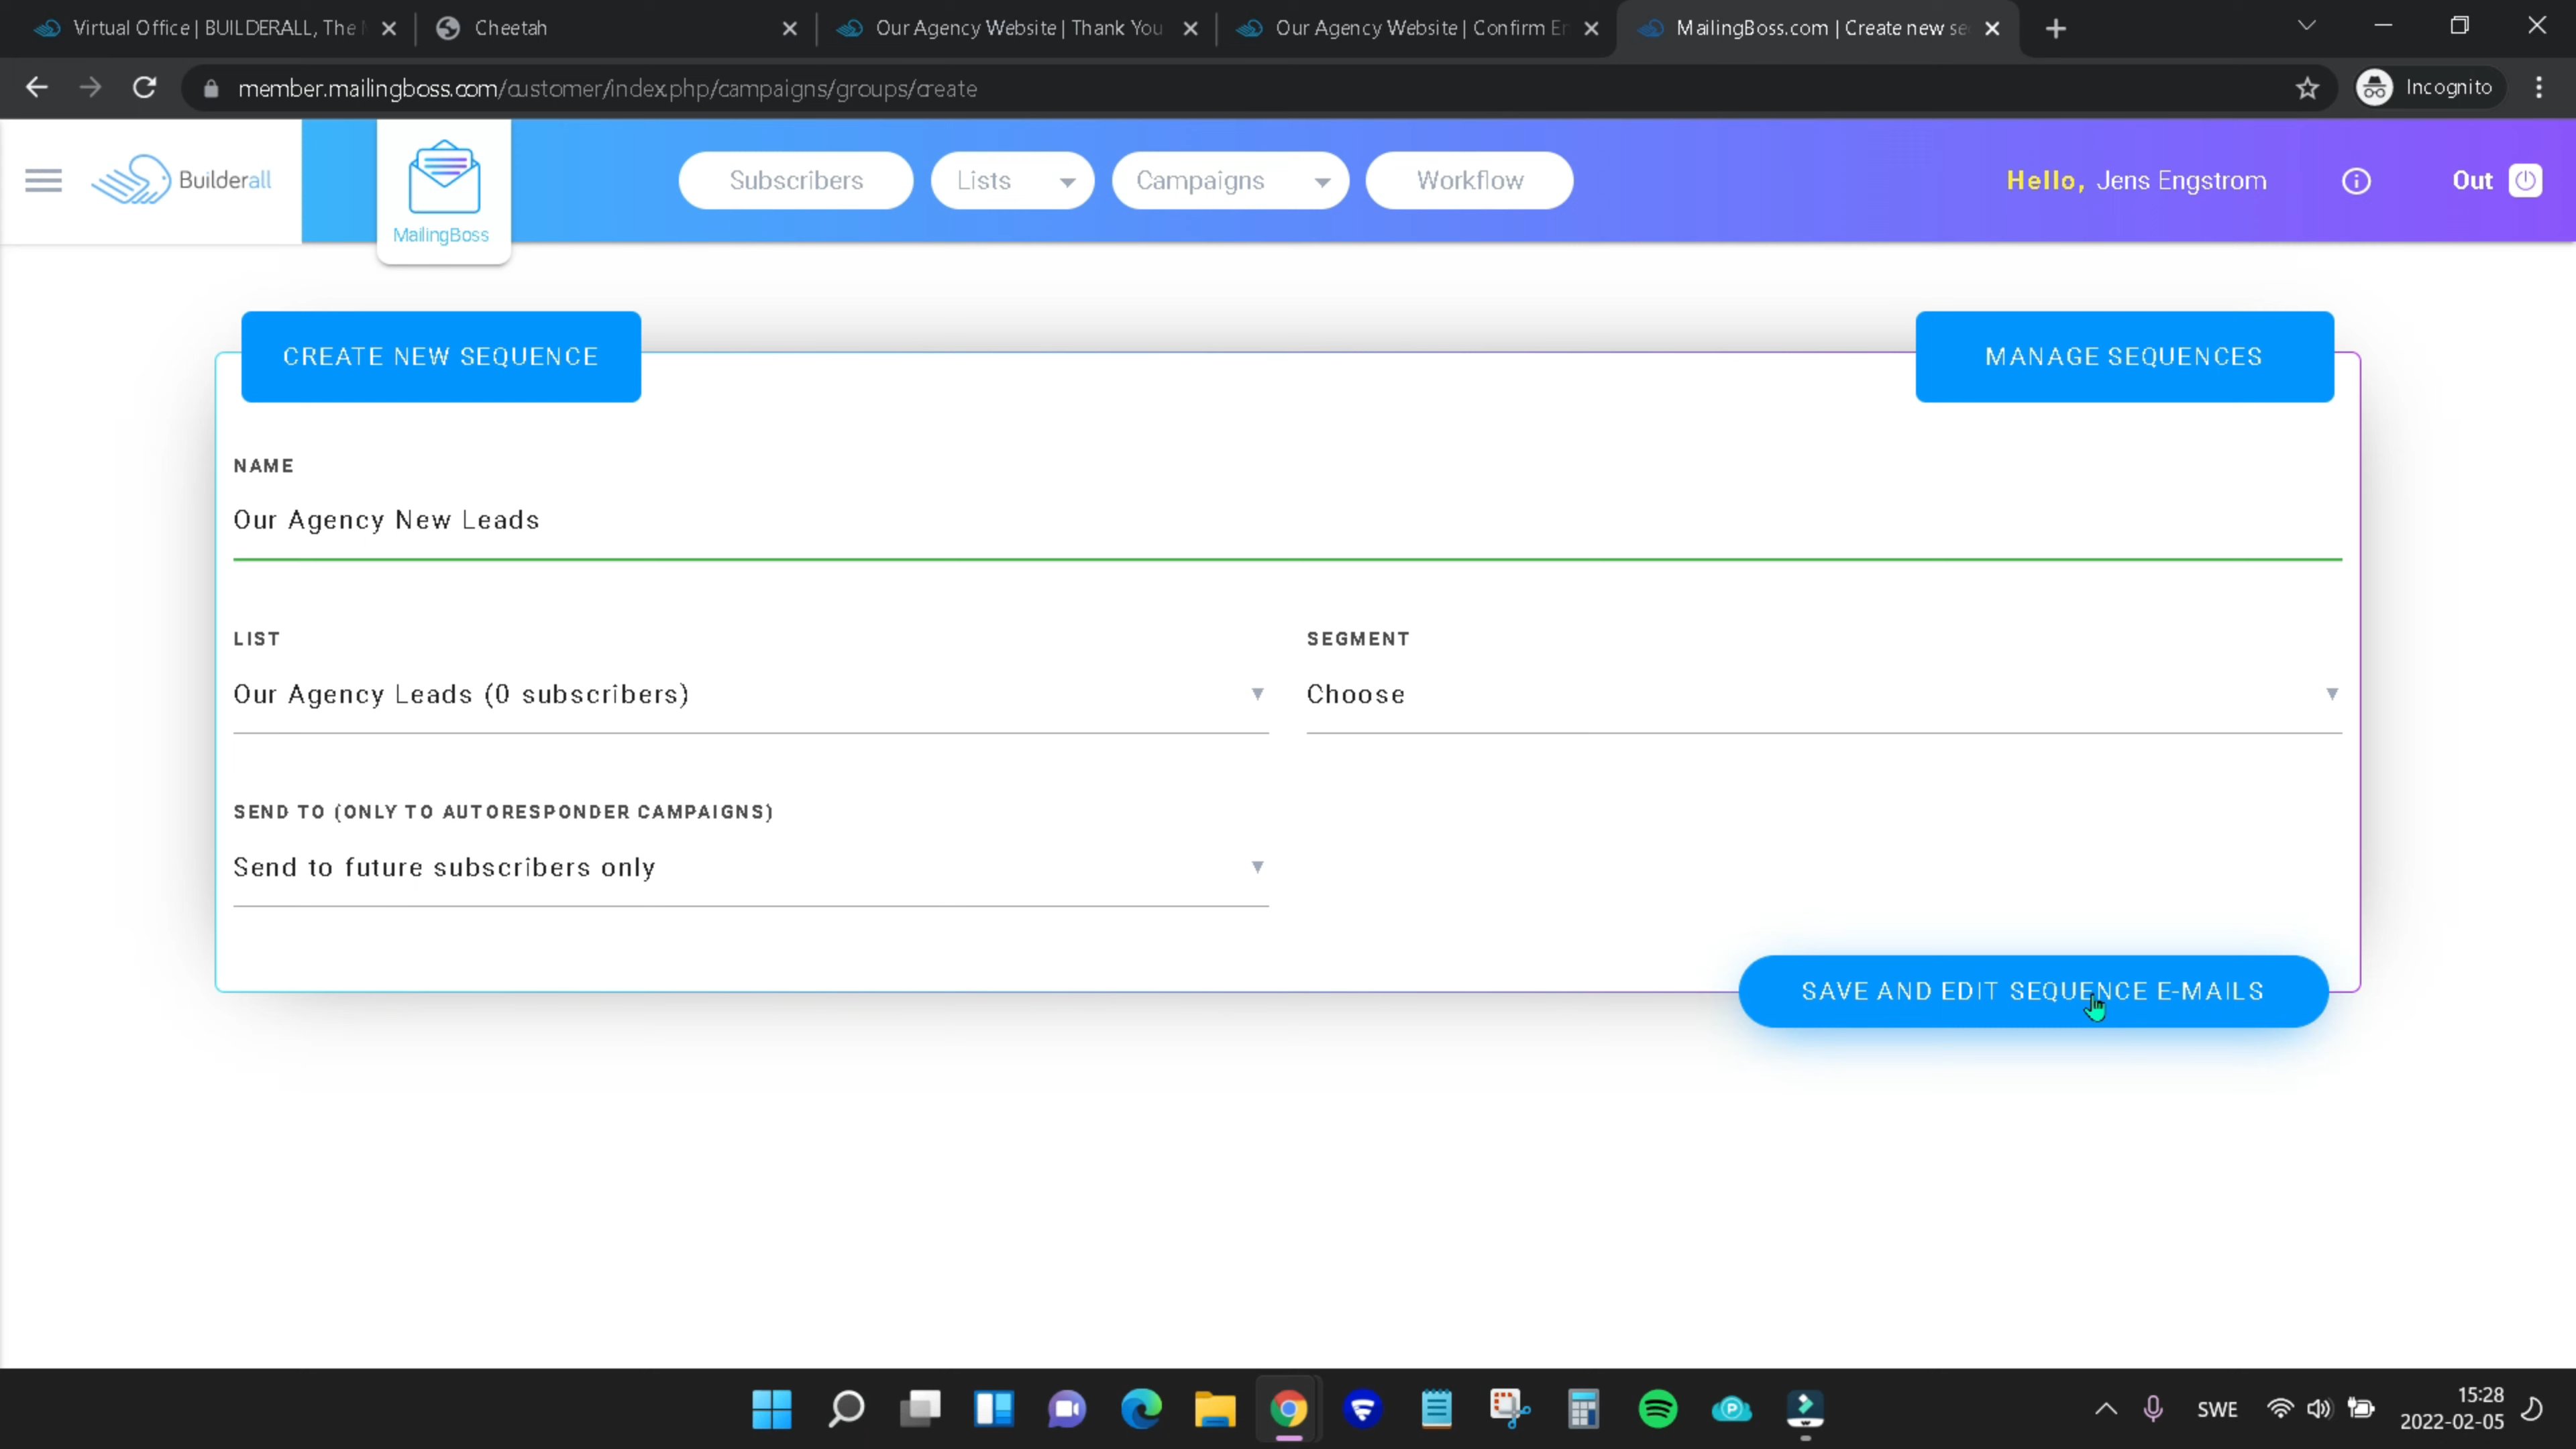 Virtual Office | BUILDERALL, The
Cheetah
Our Agency Website | Thank You
Our Agency Website | Confirm
MailingBoss.com | Create new
member.mailingboss.com/customer/index.php/campaigns/groups/create
Incognito
Builderall
MailingBoss
Subscribers
Lists
Campaigns
Workflow
Hello, Jens Engstrom
Out
CREATE NEW SEQUENCE
MANAGE SEQUENCES
NAME
Our Agency New Leads
LIST
SEGMENT
Our Agency Leads (0 subscribers)
Choose
SEND TO (ONLY TO AUTORESPONDER CAMPAIGNS)
Send to future subscribers only
SAVE AND EDIT SEQUENCE E-MAILS
SWE
15:28
2022-02-05